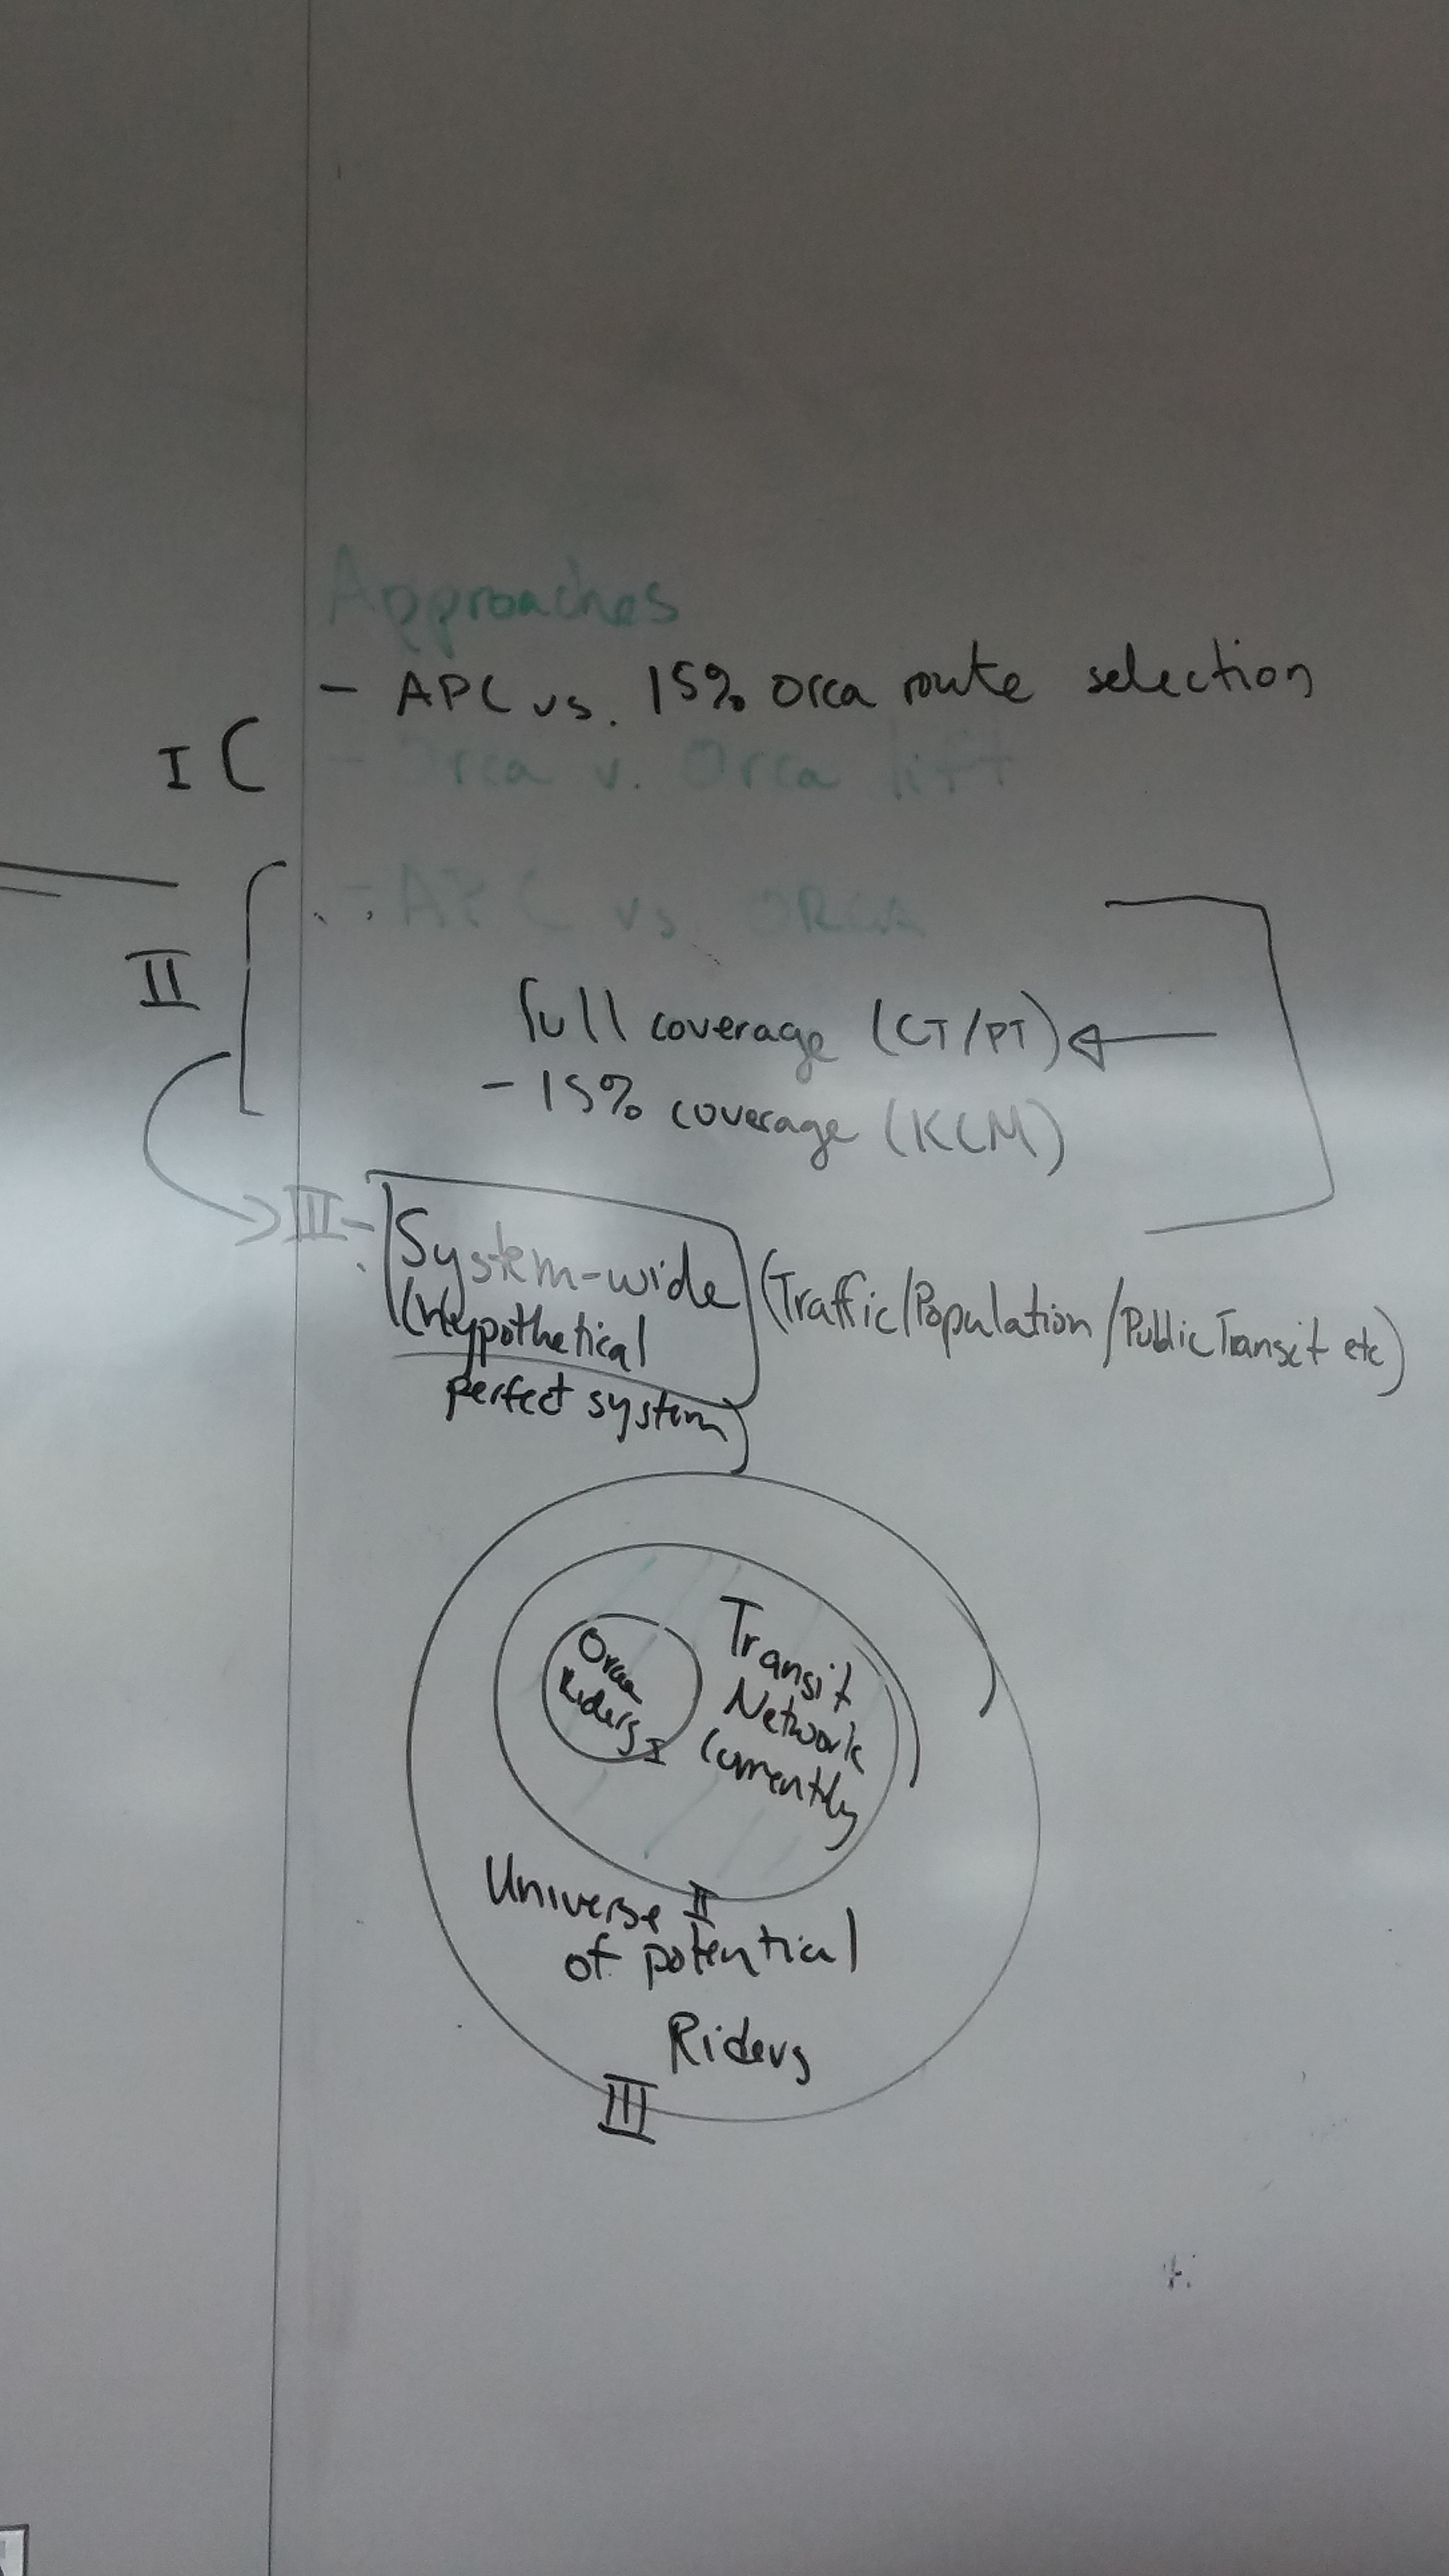 Approaches
- APC vs. 15% Orca route selection
I
- Orca v. Orca lift
- APC vs ORCA
II
full coverage (CT/PT)
- 15% coverage (KCM)
III - System-wide (Traffic/Population/Public Transit etc)
(Hypothetical
perfect system)
Orca
Riders I
Transit
Network
Currently
Universe II
of potential
Riders
III